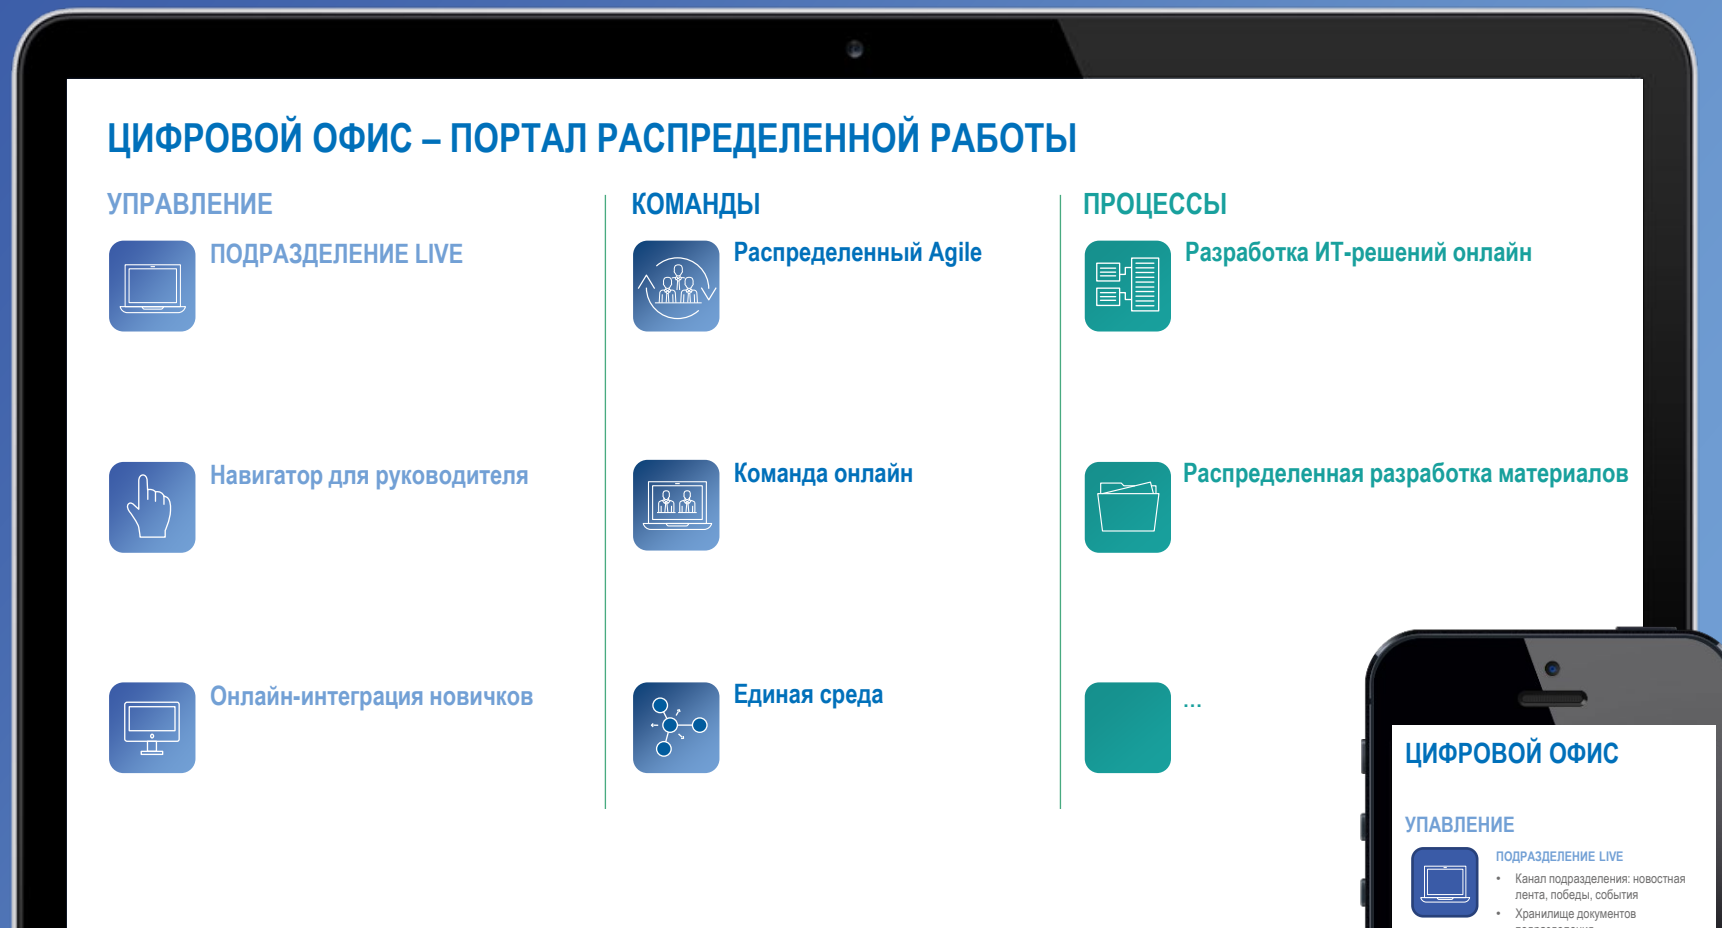 ЦИФРОВОЙ ОФИС – ПОРТАЛ РАСПРЕДЕЛЕННОЙ РАБОТЫ
УПРАВЛЕНИЕ
ПОДРАЗДЕЛЕНИЕ LIVE
Навигатор для руководителя
Онлайн-интеграция новичков
КОМАНДЫ
Распределенный Agile
Команда онлайн
Единая среда
ПРОЦЕССЫ
Разработка ИТ-решений онлайн
Распределенная разработка материалов
...
ЦИФРОВОЙ ОФИС
УПАВЛЕНИЕ
ПОДРАЗДЕЛЕНИЕ LIVE
• Канал подразделения: новостная
лента, победы, события
• Хранилище документов